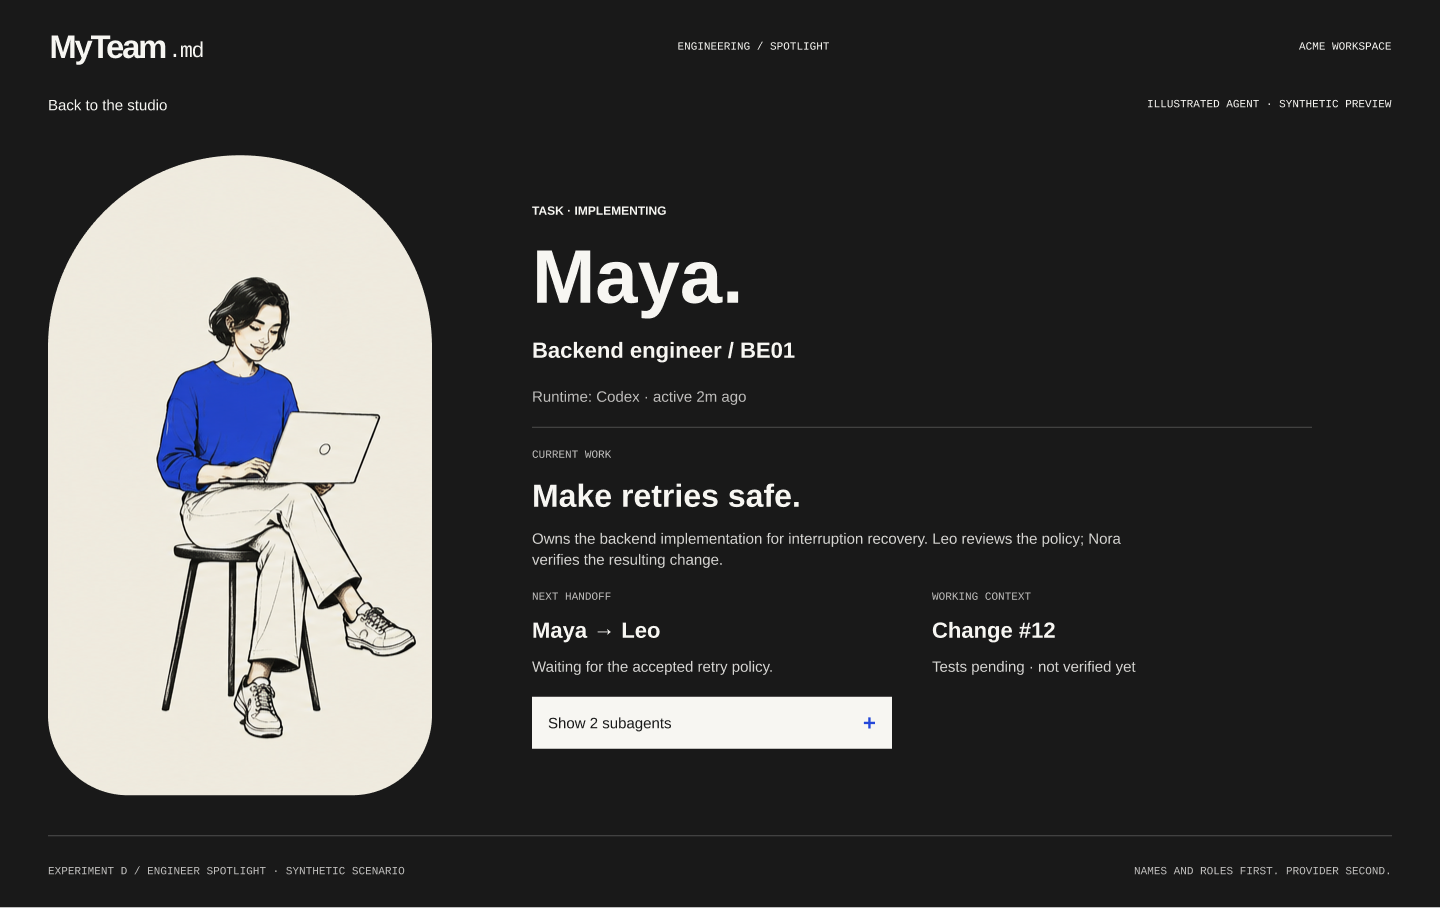 MyTeam.md
ENGINEERING / SPOTLIGHT
ACME WORKSPACE
Back to the studio
ILLUSTRATED AGENT · SYNTHETIC PREVIEW
TASK · IMPLEMENTING
Maya.
Backend engineer / BE01
Runtime: Codex · active 2m ago
CURRENT WORK
Make retries safe.
Owns the backend implementation for interruption recovery. Leo reviews the policy; Nora
verifies the resulting change.
NEXT HANDOFF
Maya → Leo
Waiting for the accepted retry policy.
WORKING CONTEXT
Change #12
Tests pending · not verified yet
Show 2 subagents +
EXPERIMENT D / ENGINEER SPOTLIGHT · SYNTHETIC SCENARIO
NAMES AND ROLES FIRST. PROVIDER SECOND.